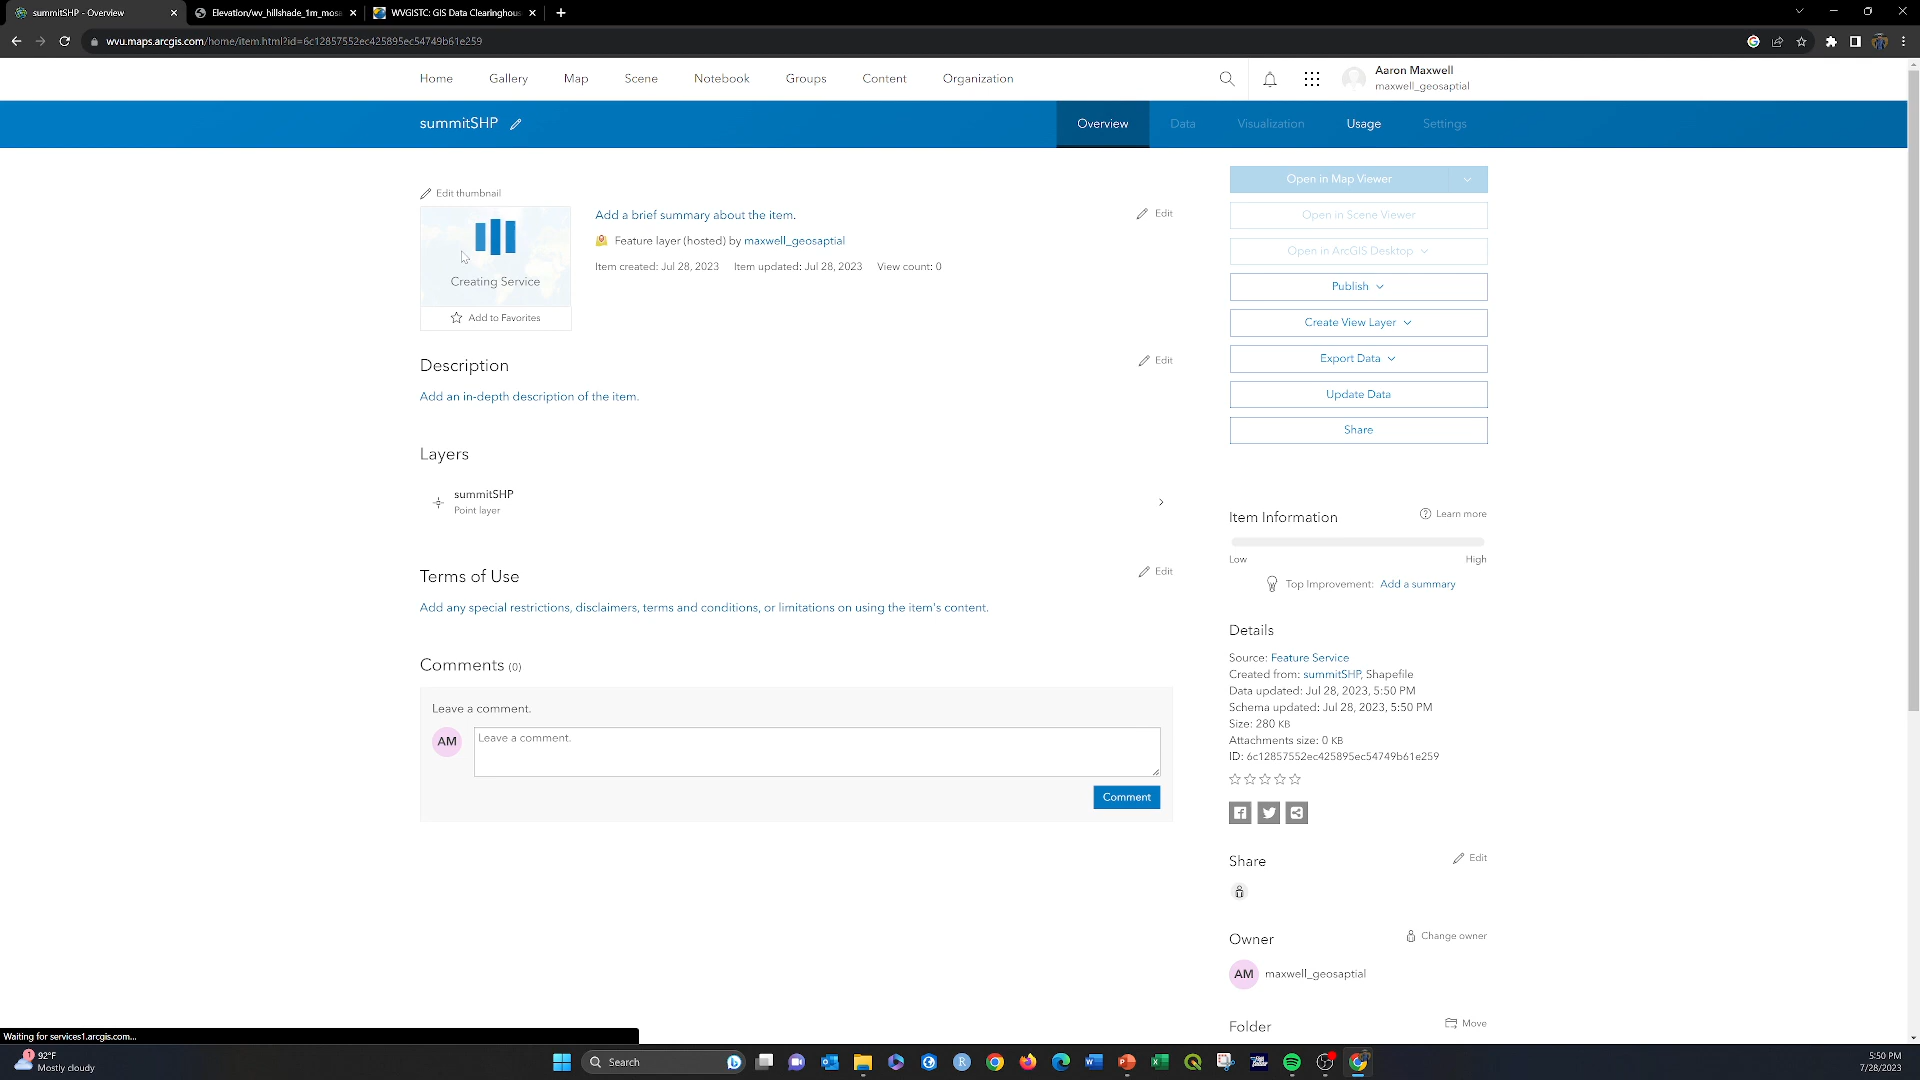 summitSHP - Overview
Elevation/wv_hillshade_1m_mosa
WVGISTC: GIS Data Clearinghous
wvu.maps.arcgis.com/home/item.html?id=6c12857552ec425895ec54749b61e259
Home Gallery Map Scene Notebook Groups Content Organization
Aaron Maxwell
maxwell_geosaptial
summitSHP
Overview Data Visualization Usage Settings
Edit thumbnail
Creating Service
Add to Favorites
Add a brief summary about the item.
Edit
Feature layer (hosted) by maxwell_geosaptial
Item created: Jul 28, 2023 Item updated: Jul 28, 2023 View count: 0
Description
Edit
Add an in-depth description of the item.
Layers
summitSHP
Point layer
Terms of Use
Edit
Add any special restrictions, disclaimers, terms and conditions, or limitations on using the item's content.
Comments (0)
Leave a comment.
AM
Leave a comment.
Comment
Open in Map Viewer
Open in Scene Viewer
Open in ArcGIS Desktop
Publish
Create View Layer
Export Data
Update Data
Share
Item Information
Learn more
Low High
Top Improvement: Add a summary
Details
Source: Feature Service
Created from: summitSHP, Shapefile
Data updated: Jul 28, 2023, 5:50 PM
Schema updated: Jul 28, 2023, 5:50 PM
Size: 280 KB
Attachments size: 0 KB
ID: 6c12857552ec425895ec54749b61e259
Share
Edit
Owner
Change owner
AM maxwell_geosaptial
Folder
Move
Waiting for services1.arcgis.com...
1
92°F
Mostly cloudy
Search
5:50 PM
7/28/2023